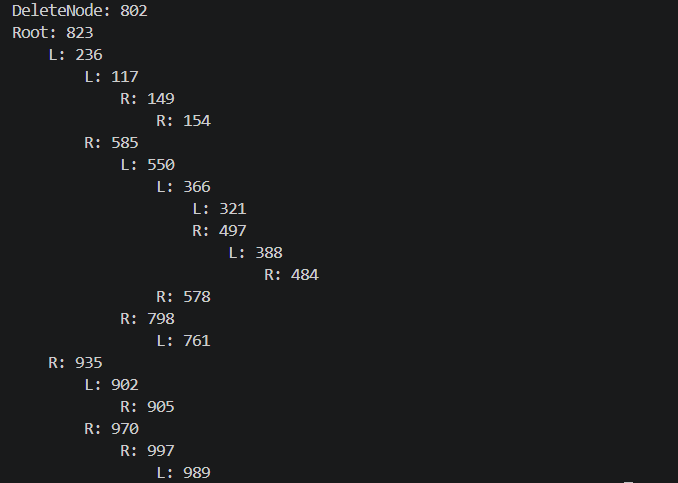 DeleteNode: 802
Root: 823
L: 236
L: 117
R: 149
R: 154
R: 585
L: 550
L: 366
L: 321
R: 497
L: 388
R: 484
R: 578
R: 798
L: 761
R: 935
L: 902
R: 905
R: 970
R: 997
L: 989